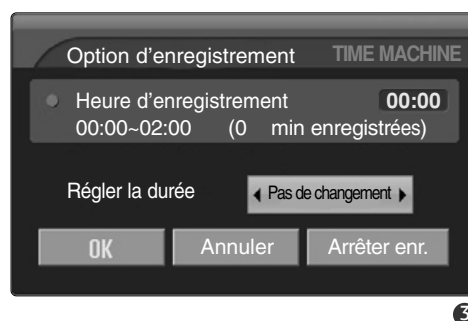 Option d'enregistrement TIME MACHINE
Heure d'enregistrement 00:00
00:00~02:00 (0 min enregistrées)
Régler la durée Pas de changement
OK Annuler Arrêter enr.
3